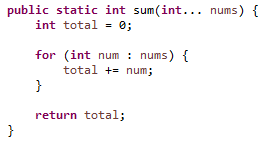 public static int sum(int... nums) {
    int total = 0;

    for (int num : nums) {
        total += num;
    }

    return total;
}